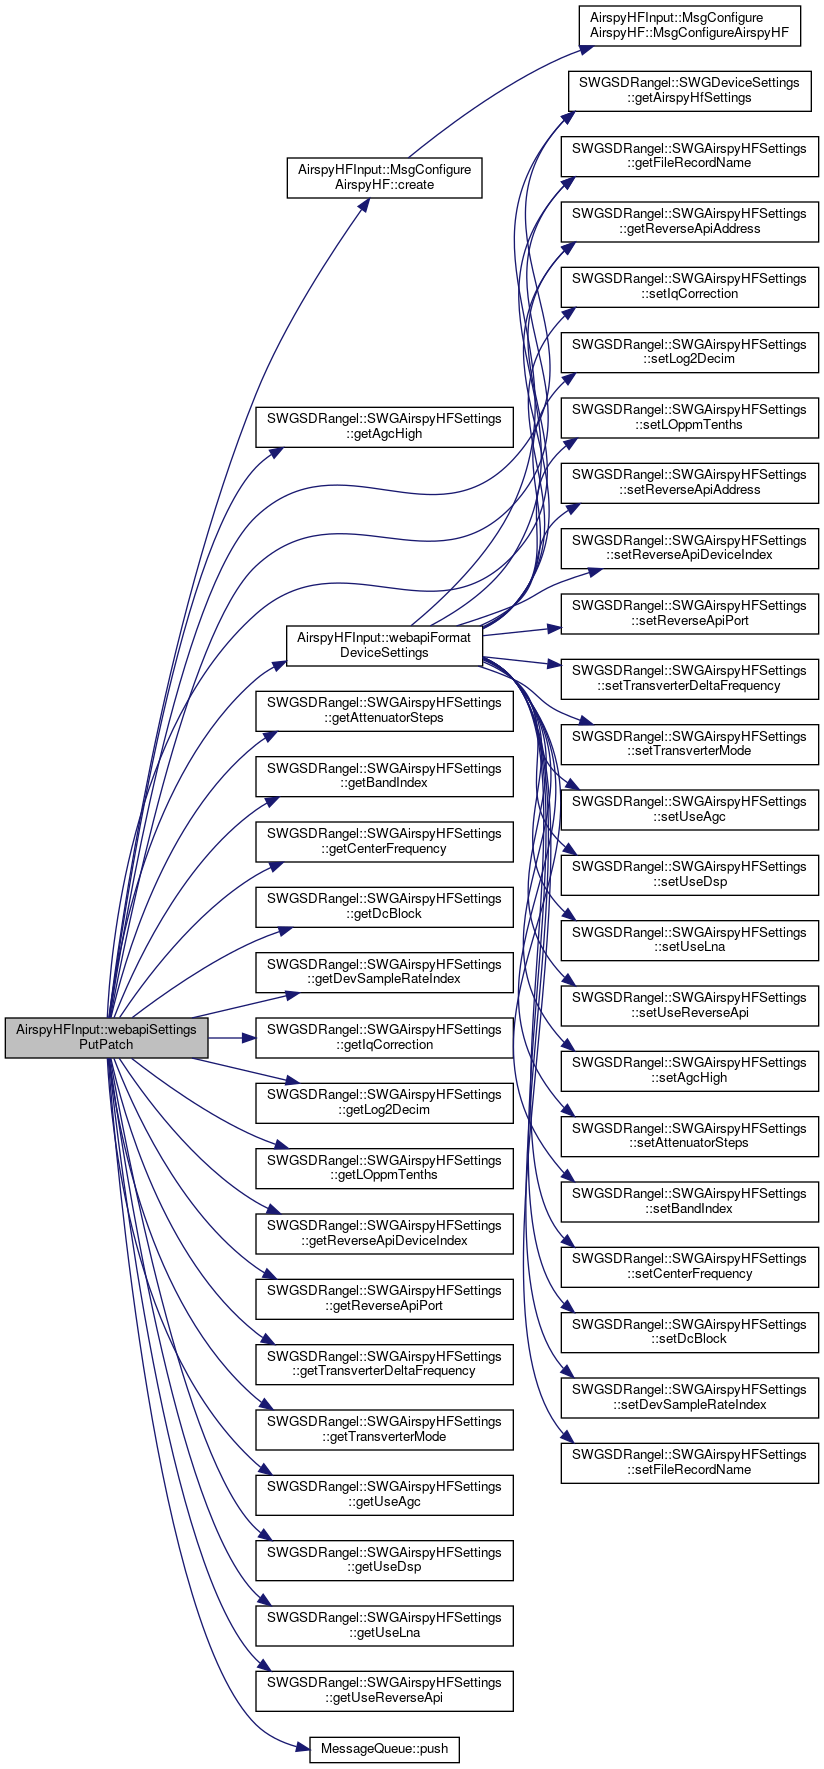 AirspyHFInput::webapiSettings
PutPatch
AirspyHFInput::MsgConfigure
AirspyHF::create
SWGSDRangel::SWGAirspyHFSettings
::getAgcHigh
AirspyHFInput::webapiFormat
DeviceSettings
SWGSDRangel::SWGAirspyHFSettings
::getAttenuatorSteps
SWGSDRangel::SWGAirspyHFSettings
::getBandIndex
SWGSDRangel::SWGAirspyHFSettings
::getCenterFrequency
SWGSDRangel::SWGAirspyHFSettings
::getDcBlock
SWGSDRangel::SWGAirspyHFSettings
::getDevSampleRateIndex
SWGSDRangel::SWGAirspyHFSettings
::getIqCorrection
SWGSDRangel::SWGAirspyHFSettings
::getLog2Decim
SWGSDRangel::SWGAirspyHFSettings
::getLOppmTenths
SWGSDRangel::SWGAirspyHFSettings
::getReverseApiDeviceIndex
SWGSDRangel::SWGAirspyHFSettings
::getReverseApiPort
SWGSDRangel::SWGAirspyHFSettings
::getTransverterDeltaFrequency
SWGSDRangel::SWGAirspyHFSettings
::getTransverterMode
SWGSDRangel::SWGAirspyHFSettings
::getUseAgc
SWGSDRangel::SWGAirspyHFSettings
::getUseDsp
SWGSDRangel::SWGAirspyHFSettings
::getUseLna
SWGSDRangel::SWGAirspyHFSettings
::getUseReverseApi
MessageQueue::push
AirspyHFInput::MsgConfigure
AirspyHF::MsgConfigureAirspyHF
SWGSDRangel::SWGDeviceSettings
::getAirspyHfSettings
SWGSDRangel::SWGAirspyHFSettings
::getFileRecordName
SWGSDRangel::SWGAirspyHFSettings
::getReverseApiAddress
SWGSDRangel::SWGAirspyHFSettings
::setIqCorrection
SWGSDRangel::SWGAirspyHFSettings
::setLog2Decim
SWGSDRangel::SWGAirspyHFSettings
::setLOppmTenths
SWGSDRangel::SWGAirspyHFSettings
::setReverseApiAddress
SWGSDRangel::SWGAirspyHFSettings
::setReverseApiDeviceIndex
SWGSDRangel::SWGAirspyHFSettings
::setReverseApiPort
SWGSDRangel::SWGAirspyHFSettings
::setTransverterDeltaFrequency
SWGSDRangel::SWGAirspyHFSettings
::setTransverterMode
SWGSDRangel::SWGAirspyHFSettings
::setUseAgc
SWGSDRangel::SWGAirspyHFSettings
::setUseDsp
SWGSDRangel::SWGAirspyHFSettings
::setUseLna
SWGSDRangel::SWGAirspyHFSettings
::setUseReverseApi
SWGSDRangel::SWGAirspyHFSettings
::setAgcHigh
SWGSDRangel::SWGAirspyHFSettings
::setAttenuatorSteps
SWGSDRangel::SWGAirspyHFSettings
::setBandIndex
SWGSDRangel::SWGAirspyHFSettings
::setCenterFrequency
SWGSDRangel::SWGAirspyHFSettings
::setDcBlock
SWGSDRangel::SWGAirspyHFSettings
::setDevSampleRateIndex
SWGSDRangel::SWGAirspyHFSettings
::setFileRecordName